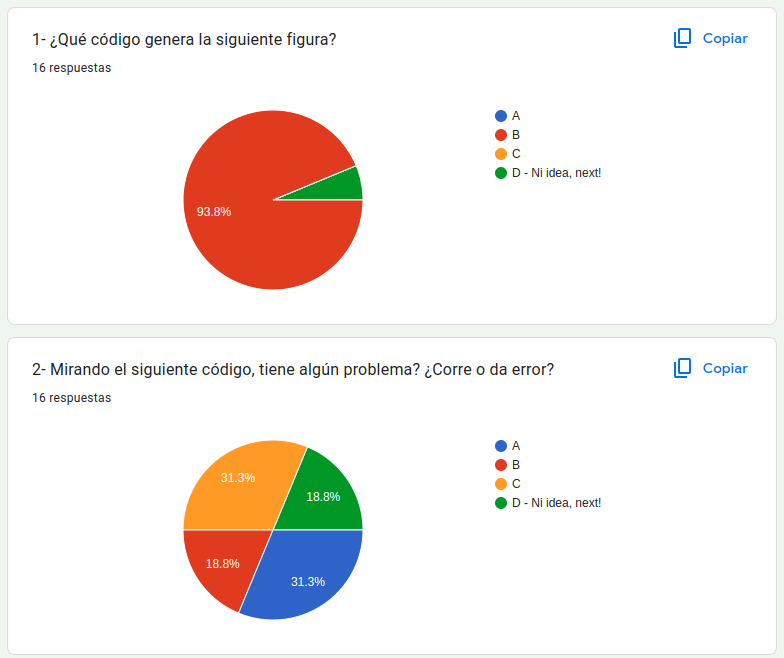 1- ¿Qué código genera la siguiente figura?
Copiar
16 respuestas
A
B
C
D - Ni idea, next!
93.8%
2- Mirando el siguiente código, tiene algún problema? ¿Corre o da error?
Copiar
16 respuestas
A
B
C
D - Ni idea, next!
31.3%
18.8%
18.8%
31.3%